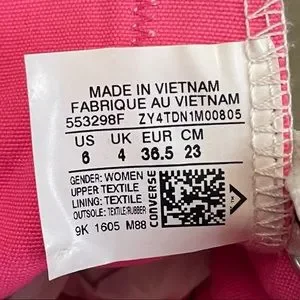 MADE IN VIETNAM
FABRIQUE AU VIETNAM
553298F ZY4TDN1M00805
US UK EUR CM
6 4 36.5 23
GENDER: WOMEN
UPPER TEXTILE
LINING: TEXTILE
OUTSOLE: TEXTILE/RUBBER
9K 1605 M88
CONVERSE